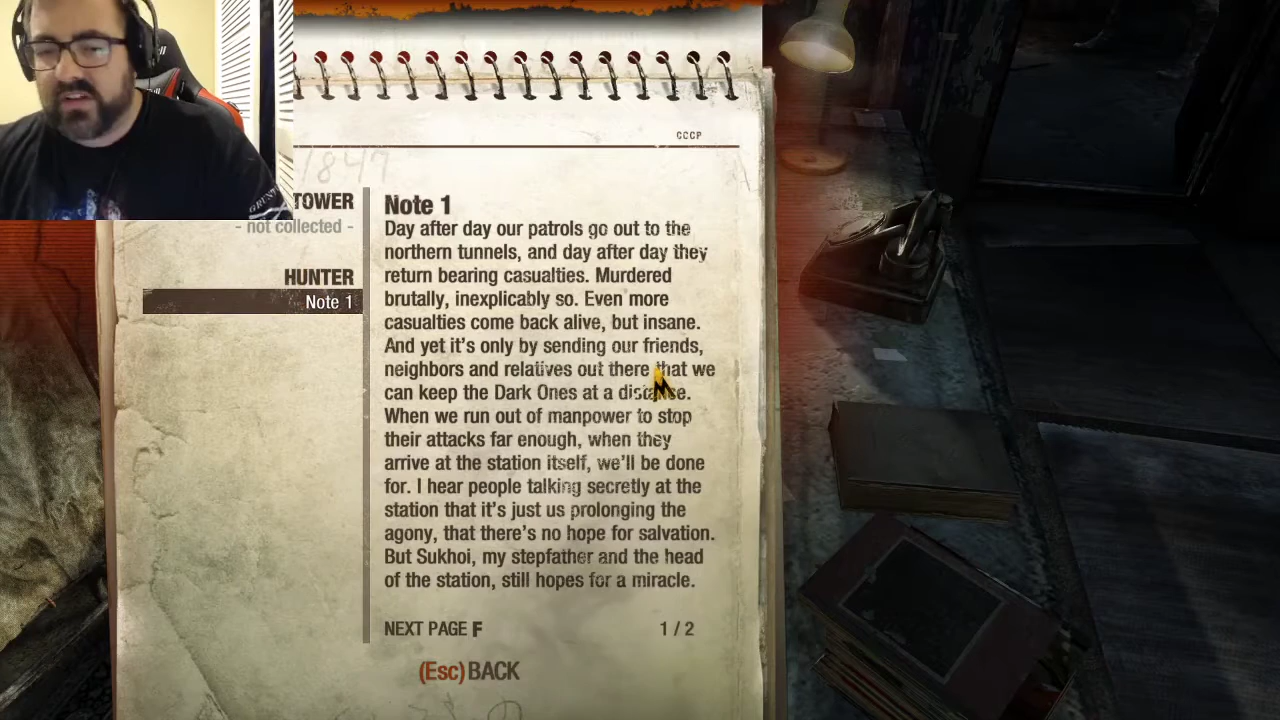 CCCP
1847
TOWER
- not collected -
HUNTER
Note 1
Note 1
Day after day our patrols go out to the
northern tunnels, and day after day they
return bearing casualties. Murdered
brutally, inexplicably so. Even more
casualties come back alive, but insane.
And yet it's only by sending our friends,
neighbors and relatives out there that we
can keep the Dark Ones at a distance.
When we run out of manpower to stop
their attacks far enough, when they
arrive at the station itself, we'll be done
for. I hear people talking secretly at the
station that it's just us prolonging the
agony, that there's no hope for salvation.
But Sukhoi, my stepfather and the head
of the station, still hopes for a miracle.
NEXT PAGE F
1 / 2
(Esc) BACK